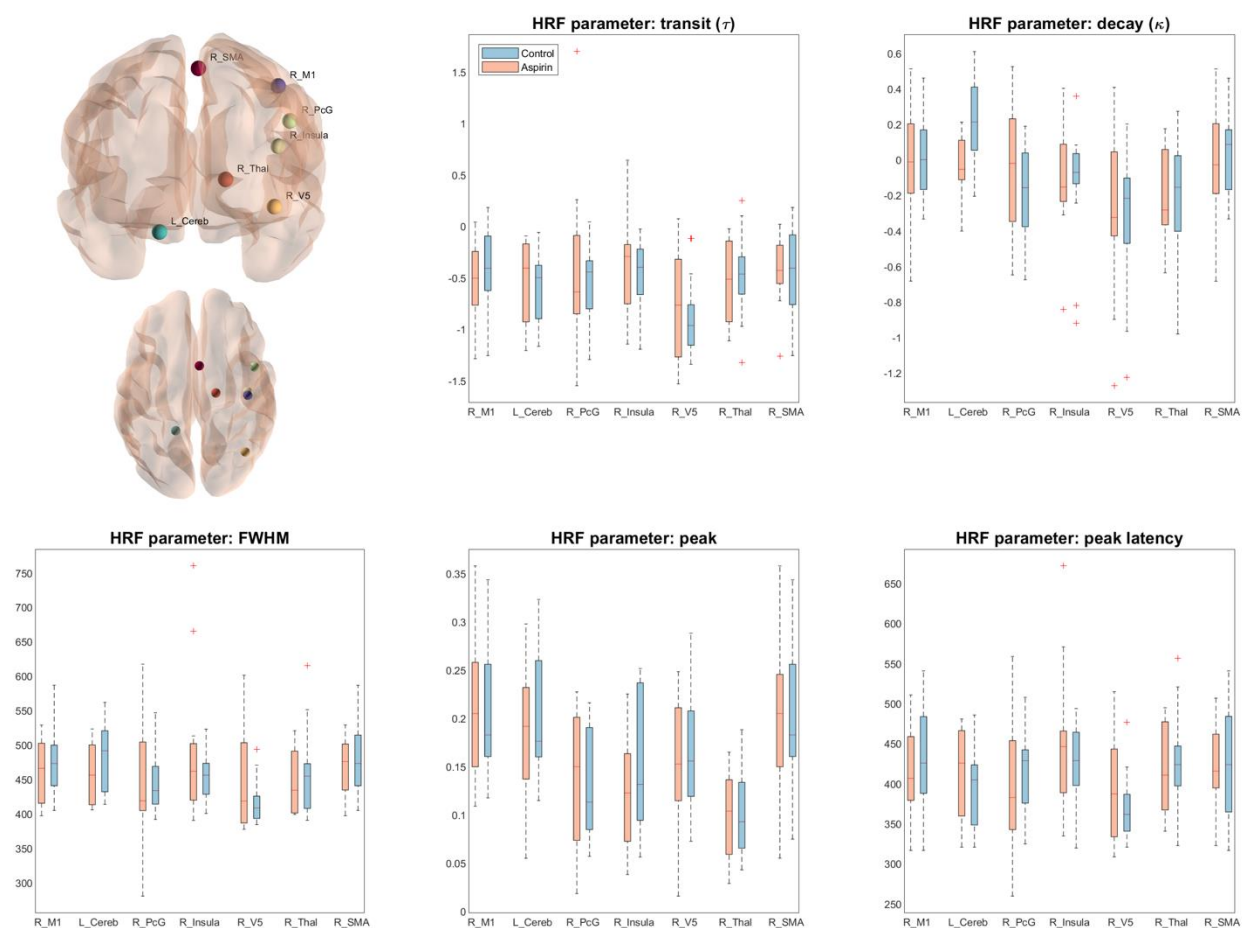 R_SMA
R_M1
R_PcG
R_Insula
R_Thal
R_V5
L_Cereb
HRF parameter: transit (τ)
Control
Aspirin
1.5
1
0.5
0
-0.5
-1
-1.5
R_M1 L_Cereb R_PcG R_Insula R_V5 R_Thal R_SMA
HRF parameter: decay (κ)
0.6
0.4
0.2
0
-0.2
-0.4
-0.6
-0.8
-1
-1.2
R_M1 L_Cereb R_PcG R_Insula R_V5 R_Thal R_SMA
HRF parameter: FWHM
750
700
650
600
550
500
450
400
350
300
R_M1 L_Cereb R_PcG R_Insula R_V5 R_Thal R_SMA
HRF parameter: peak
0.35
0.3
0.25
0.2
0.15
0.1
0.05
0
R_M1 L_Cereb R_PcG R_Insula R_V5 R_Thal R_SMA
HRF parameter: peak latency
650
600
550
500
450
400
350
300
250
R_M1 L_Cereb R_PcG R_Insula R_V5 R_Thal R_SMA